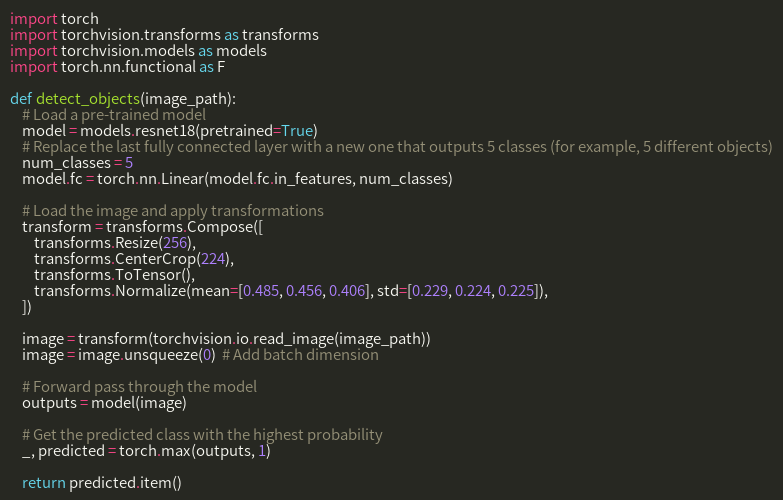 import torch
import torchvision.transforms as transforms
import torchvision.models as models
import torch.nn.functional as F
def detect_objects(image_path):
# Load a pre-trained model
model = models.resnet18(pretrained=True)
# Replace the last fully connected layer with a new one that outputs 5 classes (for example, 5 different objects)
num_classes = 5
model.fc = torch.nn.Linear(model.fc.in_features, num_classes)
# Load the image and apply transformations
transform = transforms.Compose([
transforms.Resize(256),
transforms.CenterCrop(224),
transforms.ToTensor(),
transforms.Normalize(mean=[0.485, 0.456, 0.406], std=[0.229, 0.224, 0.225]),
])
image = transform(torchvision.io.read_image(image_path))
image = image.unsqueeze(0) # Add batch dimension
# Forward pass through the model
outputs = model(image)
# Get the predicted class with the highest probability
_, predicted = torch.max(outputs, 1)
return predicted.item()